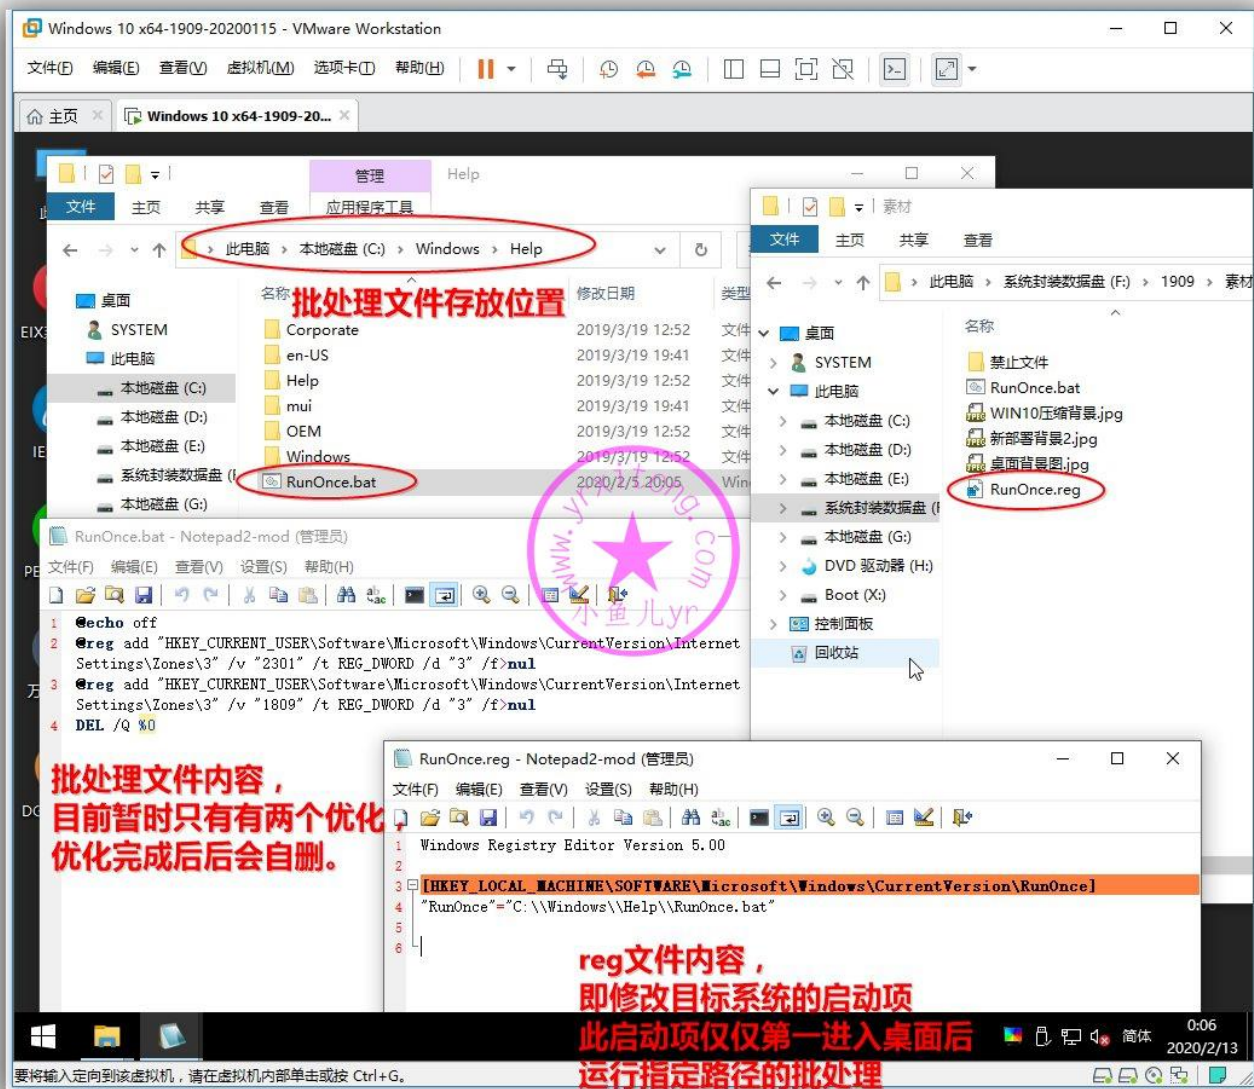 Windows 10 x64-1909-20200115 - VMware Workstation
文件(F) 编辑(E) 查看(V) 虚拟机(M) 选项卡(T) 帮助(H)
主页 Windows 10 x64-1909-20...
管理 Help
文件 主页 共享 查看 应用程序工具
此电脑 › 本地磁盘 (C:) › Windows › Help
名称 修改日期 类型
批处理文件存放位置
桌面
SYSTEM
此电脑
本地磁盘 (C:)
本地磁盘 (D:)
本地磁盘 (E:)
系统封装数据盘
本地磁盘 (G:)
Corporate 2019/3/19 12:52 文件
en-US 2019/3/19 19:41 文件
Help 2019/3/19 12:52 文件
mui 2019/3/19 19:41 文件
OEM 2019/3/19 12:52 文件
Windows 2019/3/19 12:52 文件
RunOnce.bat 2020/2/5 20:05 Win
素材
文件 主页 共享 查看
此电脑 › 系统封装数据盘 (F:) › 1909 › 素材
名称
桌面
SYSTEM
此电脑
本地磁盘 (C:)
本地磁盘 (D:)
本地磁盘 (E:)
系统封装数据盘 (F
本地磁盘 (G:)
DVD 驱动器 (H:)
Boot (X:)
控制面板
回收站
禁止文件
RunOnce.bat
WIN10压缩背景.jpg
新部署背景2.jpg
桌面背景图.jpg
RunOnce.reg
www.yrxitong.com
小鱼儿yr
RunOnce.bat - Notepad2-mod (管理员)
文件(F) 编辑(E) 查看(V) 设置(S) 帮助(H)
1 @echo off
2 @reg add "HKEY_CURRENT_USER\Software\Microsoft\Windows\CurrentVersion\Internet
Settings\Zones\3" /v "2301" /t REG_DWORD /d "3" /f>nul
3 @reg add "HKEY_CURRENT_USER\Software\Microsoft\Windows\CurrentVersion\Internet
Settings\Zones\3" /v "1809" /t REG_DWORD /d "3" /f>nul
4 DEL /Q %0
批处理文件内容，
目前暂时只有有两个优化，
优化完成后后会自删。
RunOnce.reg - Notepad2-mod (管理员)
文件(F) 编辑(E) 查看(V) 设置(S) 帮助(H)
1 Windows Registry Editor Version 5.00
2
3 [HKEY_LOCAL_MACHINE\SOFTWARE\Microsoft\Windows\CurrentVersion\RunOnce]
4 "RunOnce"="C:\\Windows\\Help\\RunOnce.bat"
5
6
reg文件内容，
即修改目标系统的启动项
此启动项仅仅第一进入桌面后
运行指定路径的批处理
简体 0:06
2020/2/13
要将输入定向到该虚拟机，请在虚拟机内部单击或按 Ctrl+G。